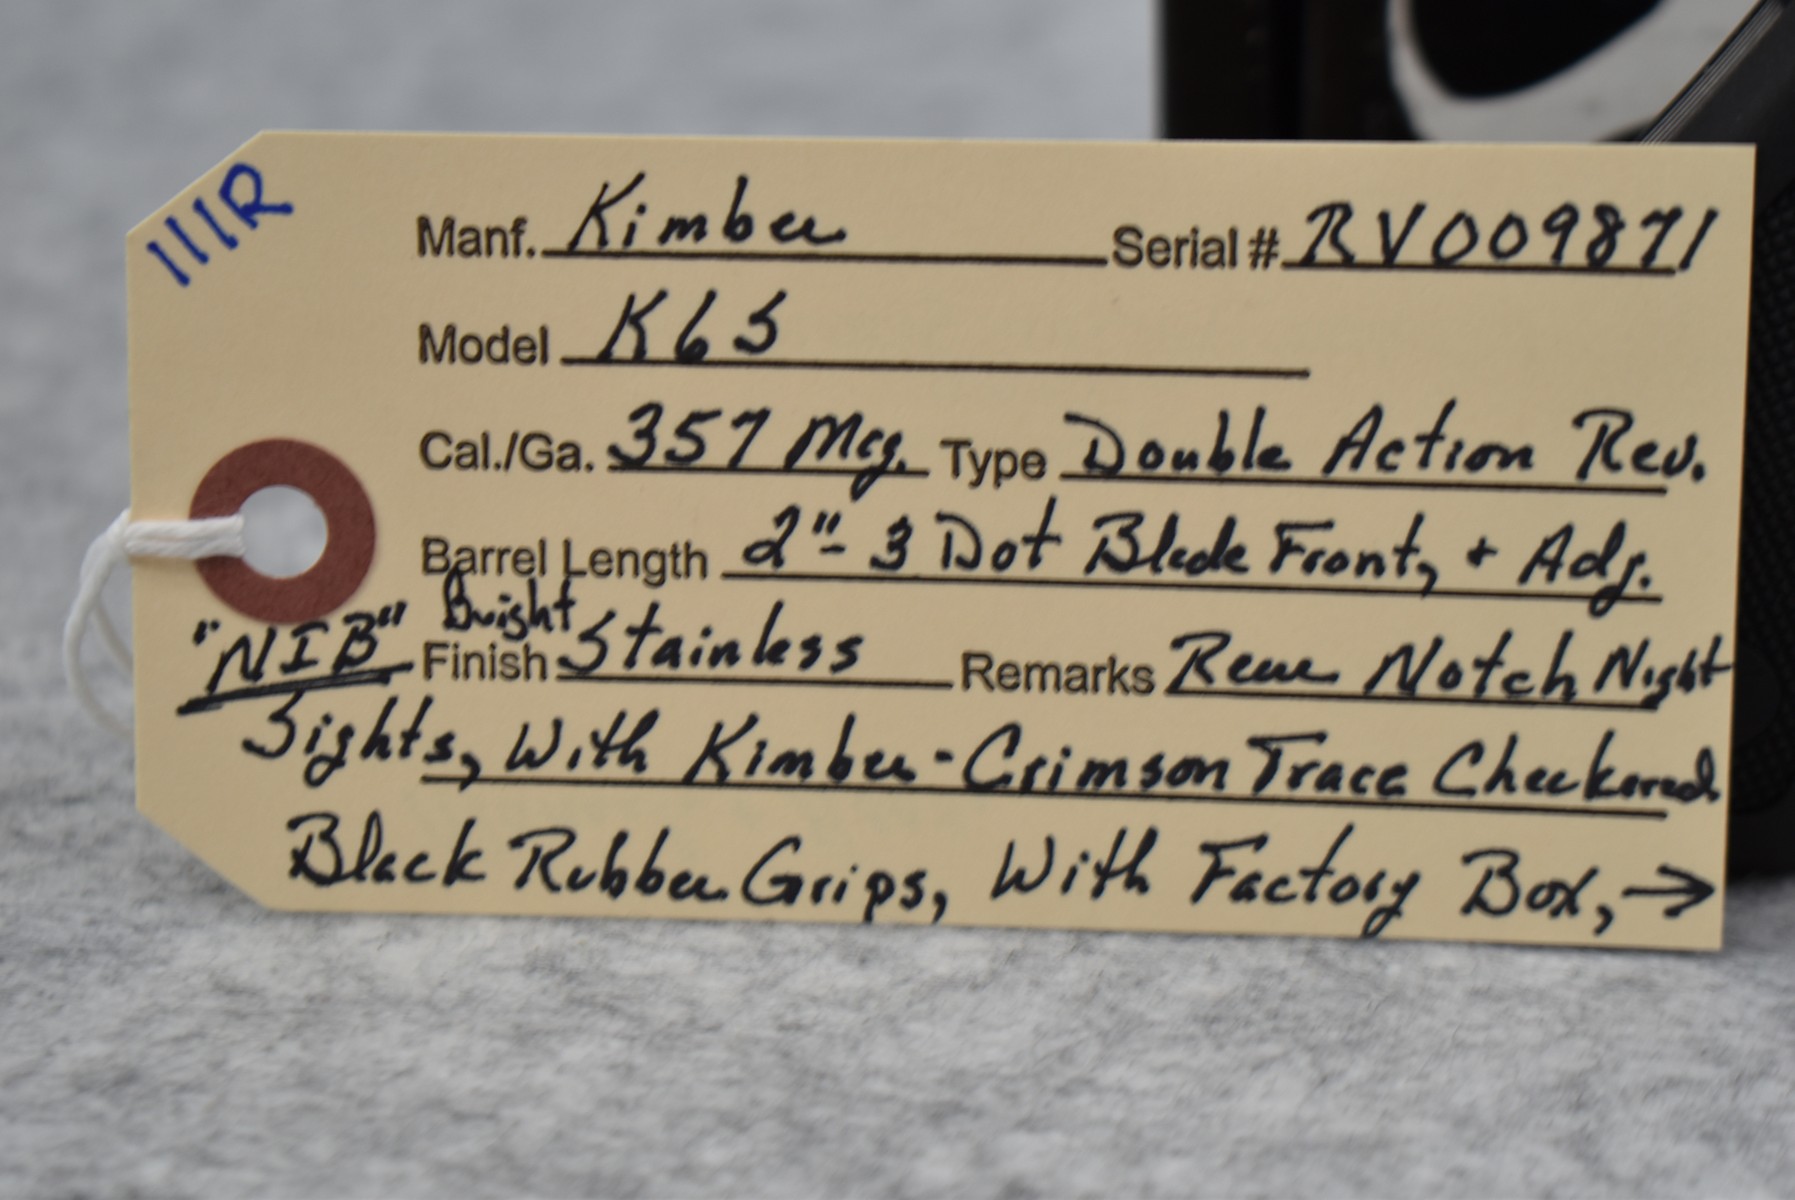 111R
Manf. Kimber Serial # RV009871
Model K6S
Cal./Ga. 357 Mag. Type Double Action Rev.
Barrel Length 2"- 3 Dot Blade Front, + Adj.
"NIB" Bright
Finish Stainless Remarks Rear Notch Night
Sights, With Kimber-Crimson Trace Checkered
Black Rubber Grips, With Factory Box, →